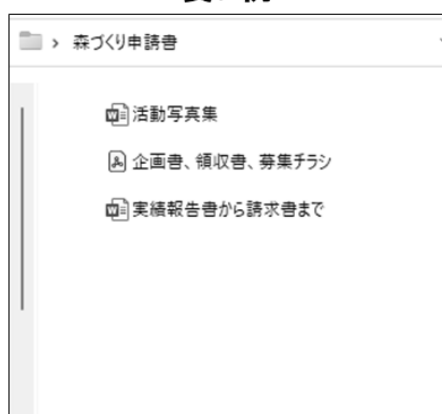 森づくり申請書
活動写真集
企画書、領収書、募集チラシ
実績報告書から請求書まで